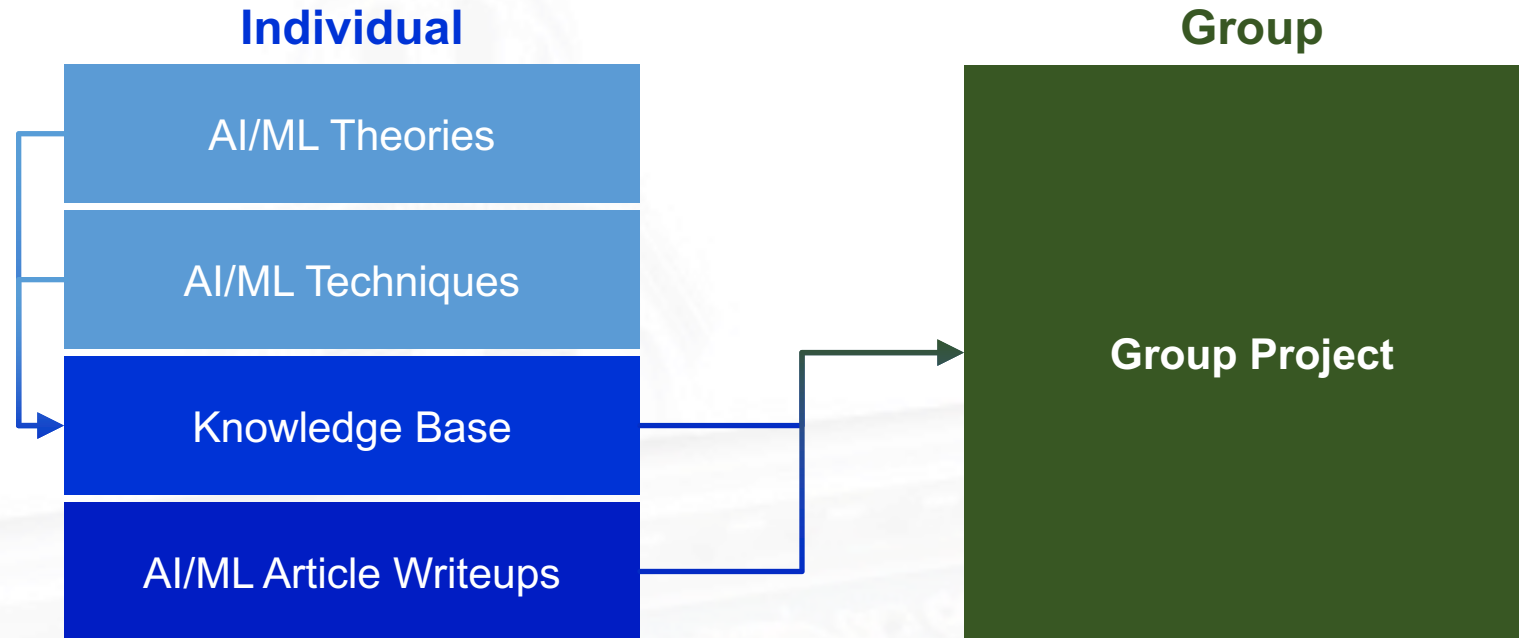 Individual
Group
AI/ML Theories
AI/ML Techniques
Knowledge Base
AI/ML Article Writeups
Group Project